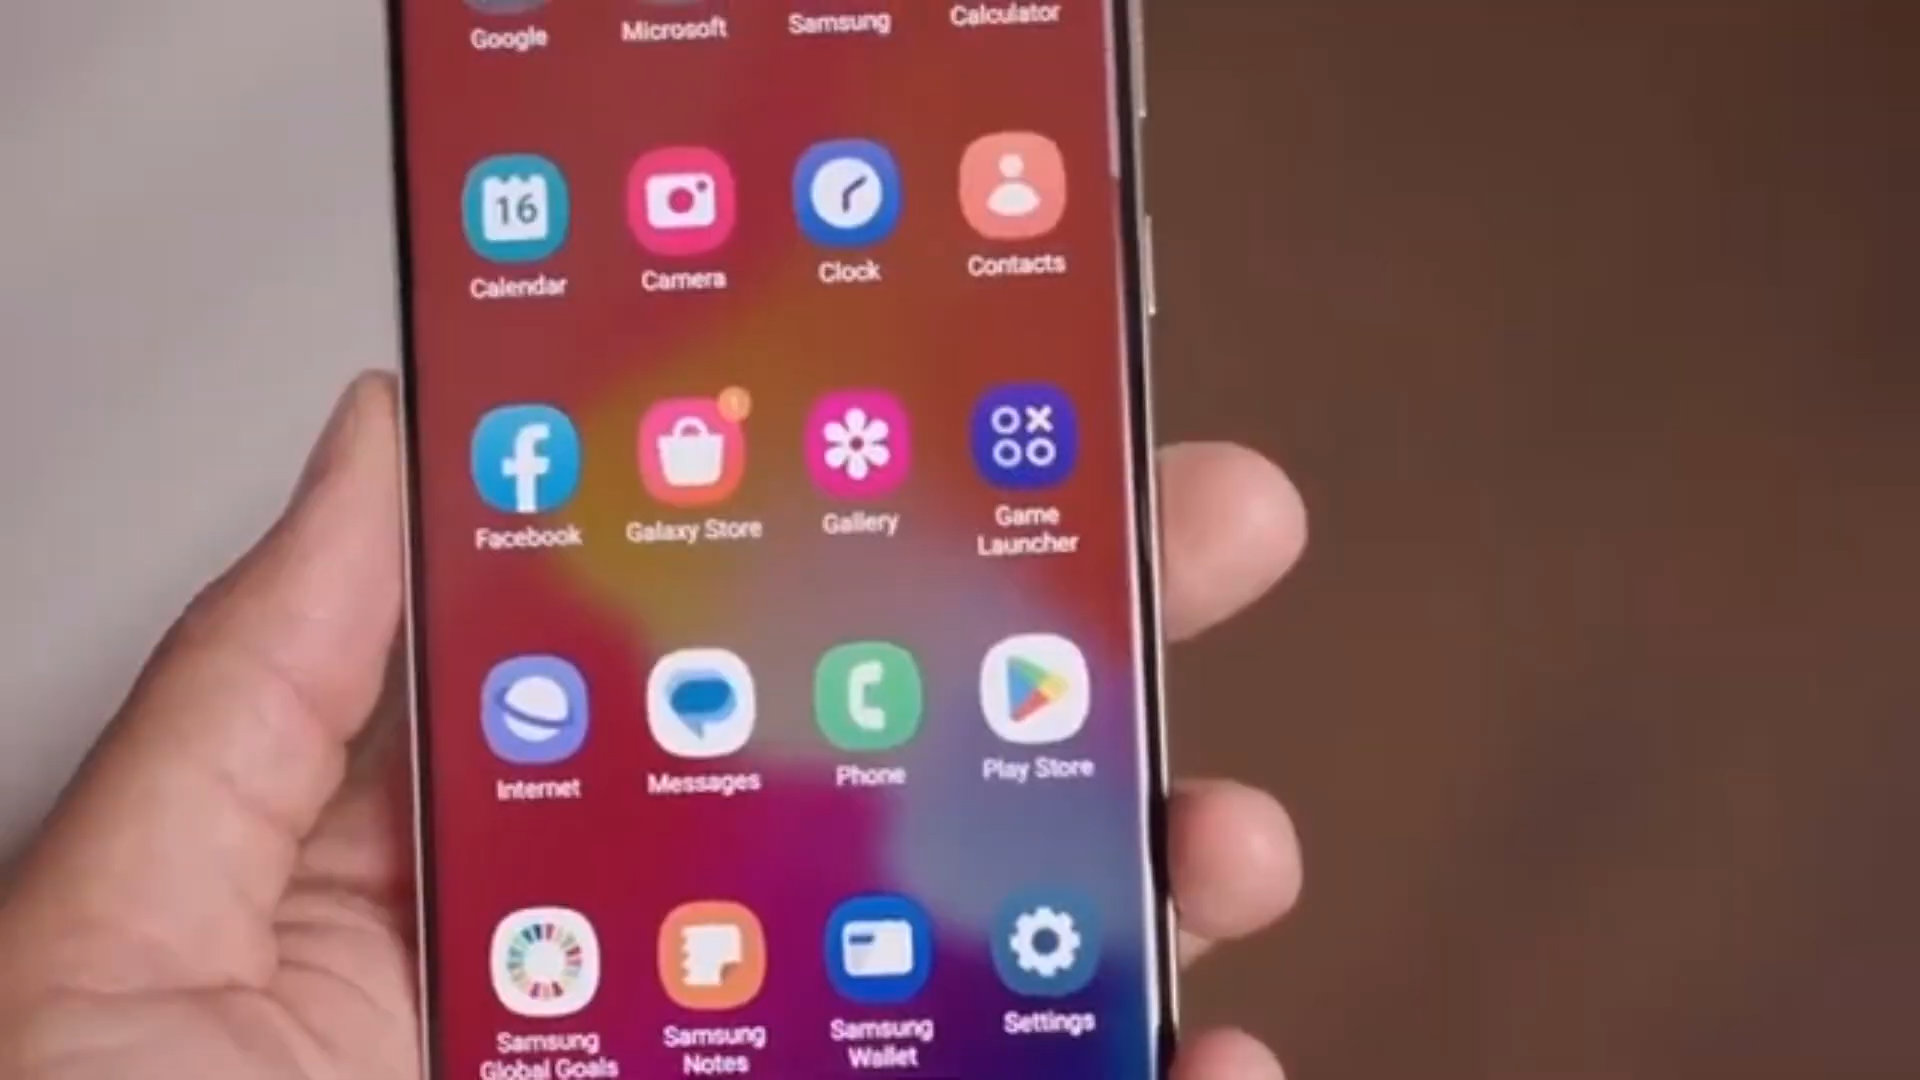 Google Microsoft Samsung Calculator
16
Calendar Camera Clock Contacts
1
Facebook Galaxy Store Gallery Game
Launcher
Internet Messages Phone Play Store
Samsung Samsung Samsung Settings
Global Goals Notes Wallet